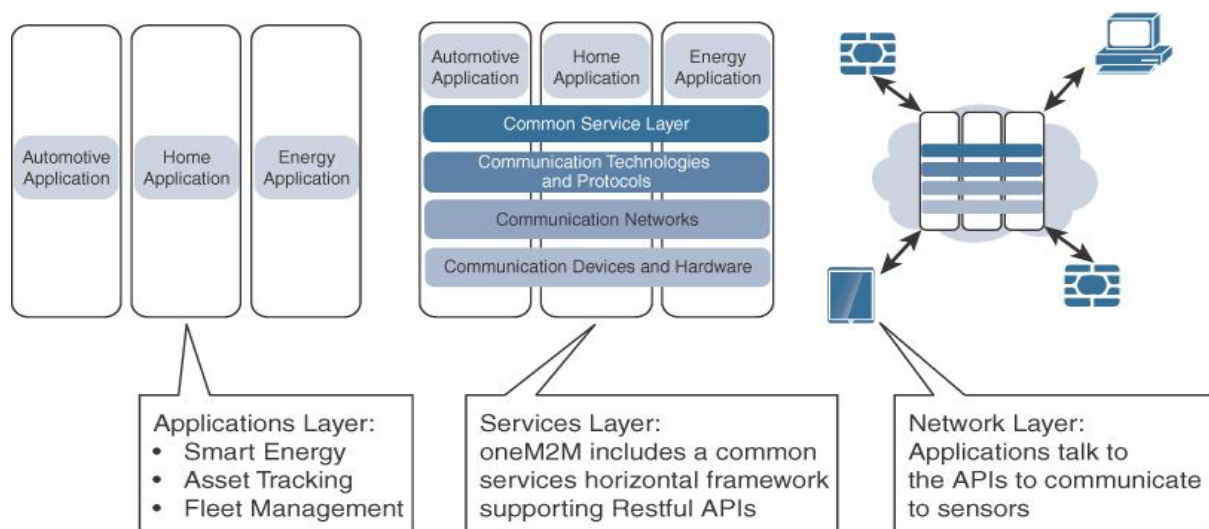 Automotive
Application
Home
Application
Energy
Application
Automotive
Application
Home
Application
Energy
Application
Common Service Layer
Communication Technologies
and Protocols
Communication Networks
Communication Devices and Hardware
Applications Layer:
• Smart Energy
• Asset Tracking
• Fleet Management
Services Layer:
oneM2M includes a common
services horizontal framework
supporting Restful APIs
Network Layer:
Applications talk to
the APIs to communicate
to sensors